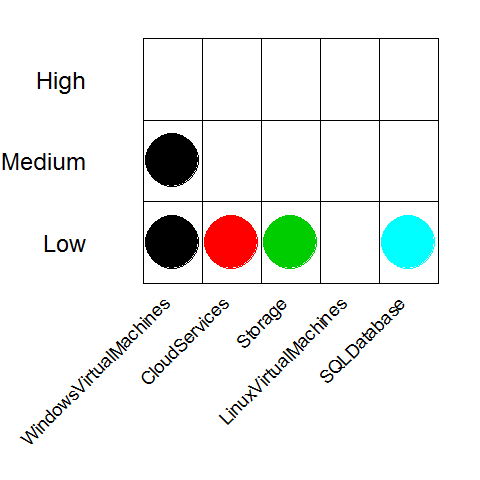 High
Medium
Low
WindowsVirtualMachines
CloudServices
Storage
LinuxVirtualMachines
SQLDatabase